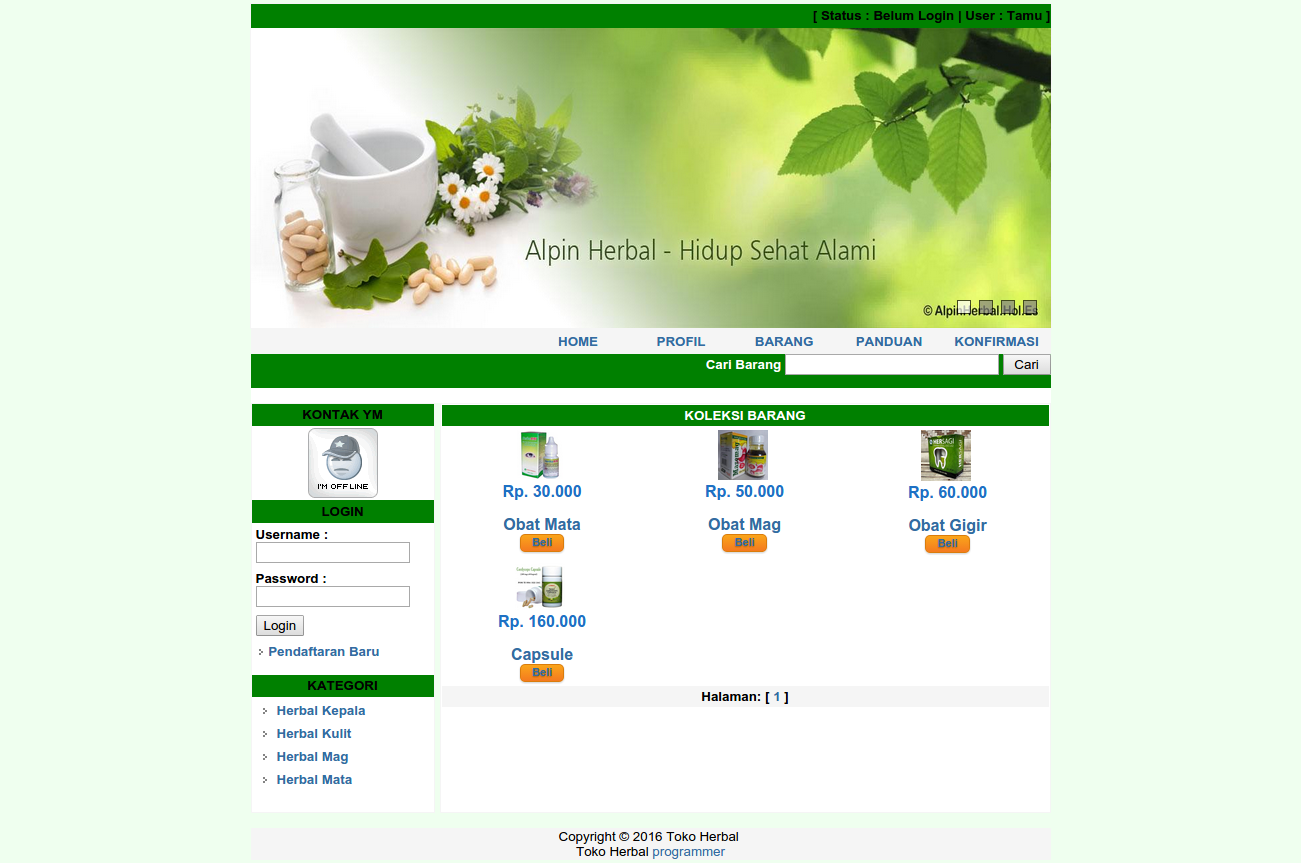 [ Status : Belum Login | User : Tamu ]
Alpin Herbal - Hidup Sehat Alami
© AlpinHerbal.Hol.Es
HOME PROFIL BARANG PANDUAN KONFIRMASI
Cari Barang Cari
KONTAK YM
I'M OFFLINE
LOGIN
Username :
Password :
Login
Pendaftaran Baru
KATEGORI
Herbal Kepala
Herbal Kulit
Herbal Mag
Herbal Mata
KOLEKSI BARANG
Rp. 30.000 Rp. 50.000 Rp. 60.000
Obat Mata Obat Mag Obat Gigir
Beli Beli Beli
Rp. 160.000
Capsule
Beli
Halaman: [ 1 ]
Copyright © 2016 Toko Herbal
Toko Herbal programmer